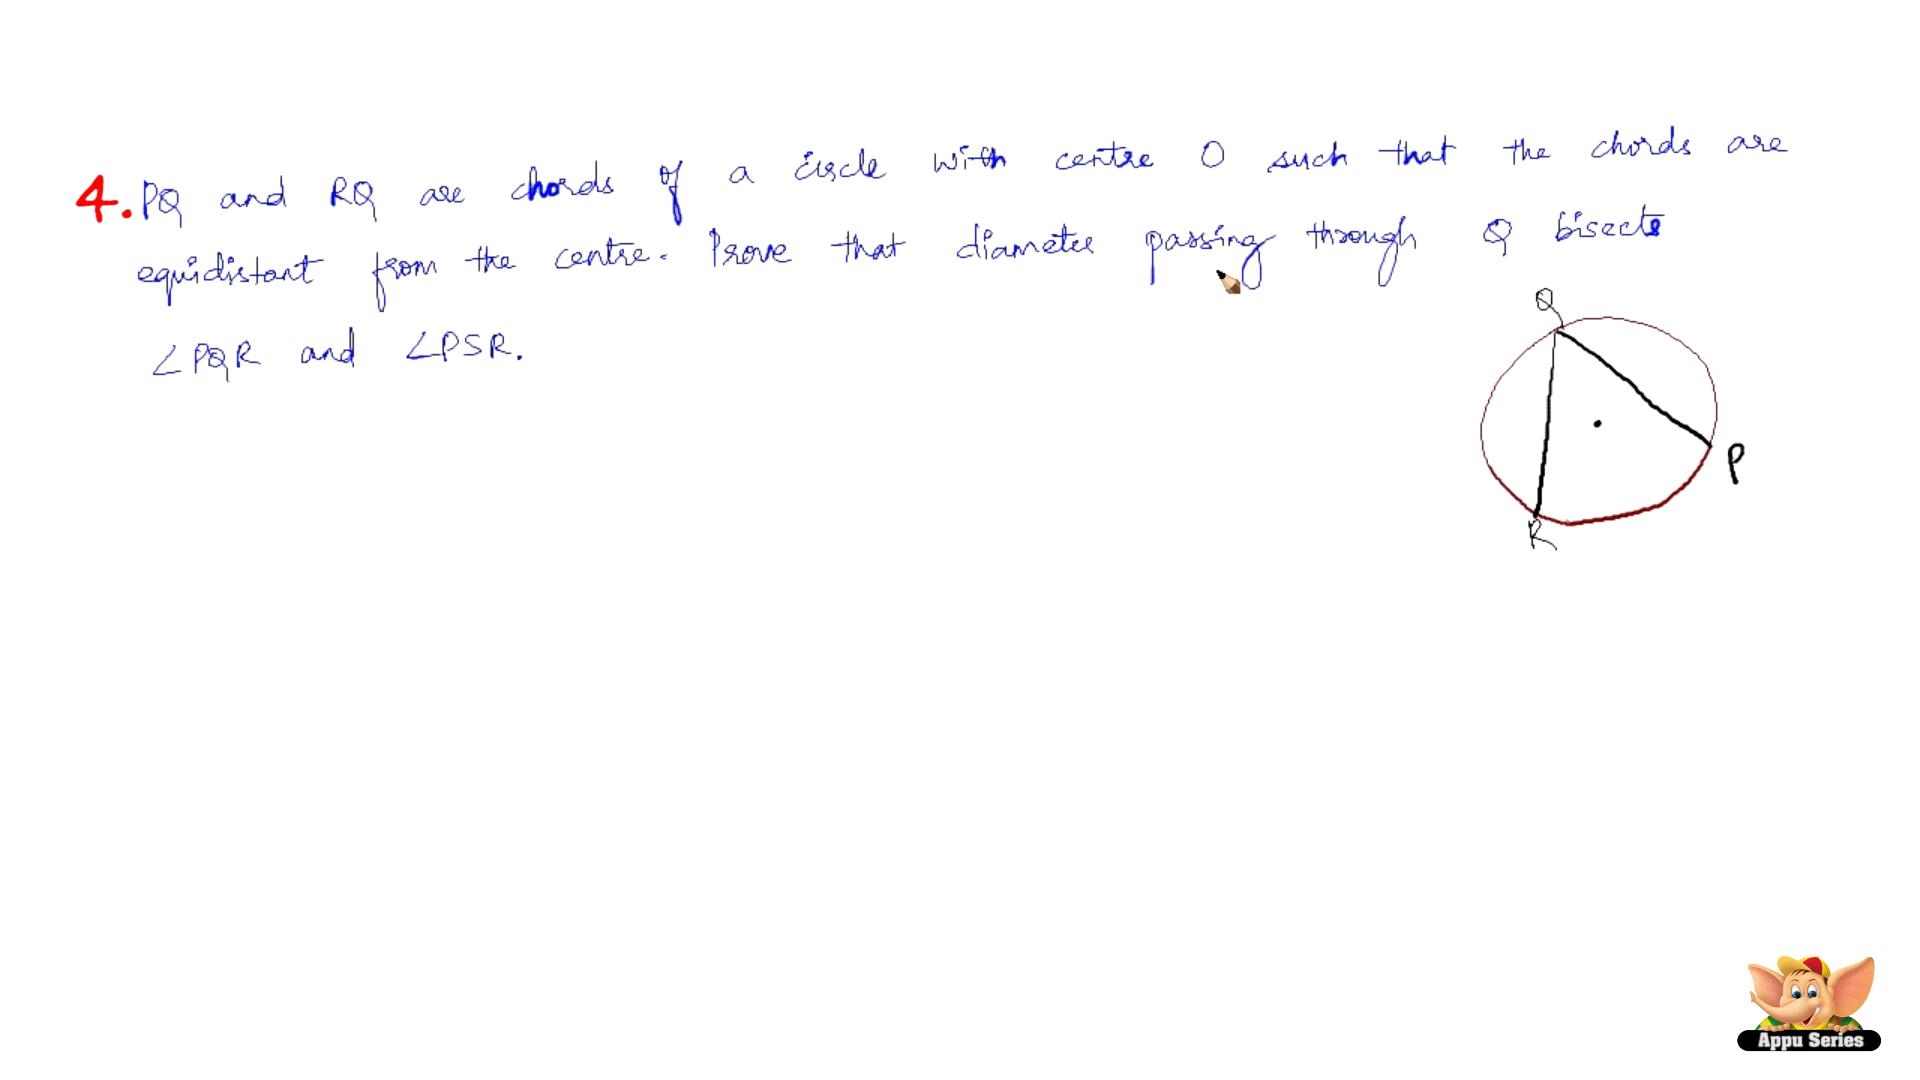 4. PQ and RQ are chords of a circle with centre O such that the chords are
equidistant from the centre. Prove that diameter passing through Q bisects
∠PQR and ∠PSR.
Q
P
R
Appu Series